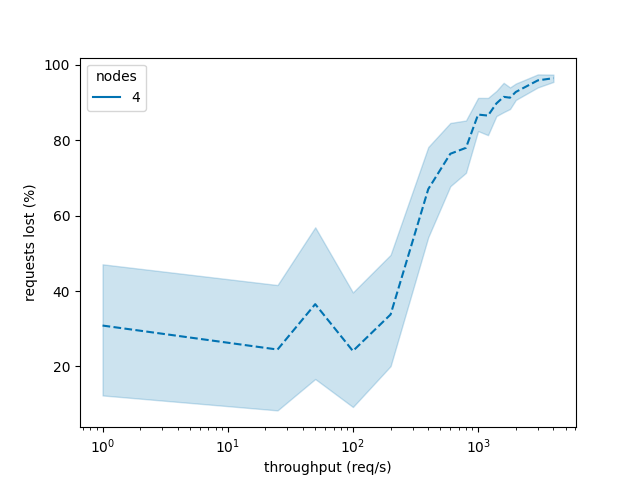 nodes
4
100
80
60
40
20
requests lost (%)
10⁰ 10¹ 10² 10³
throughput (req/s)